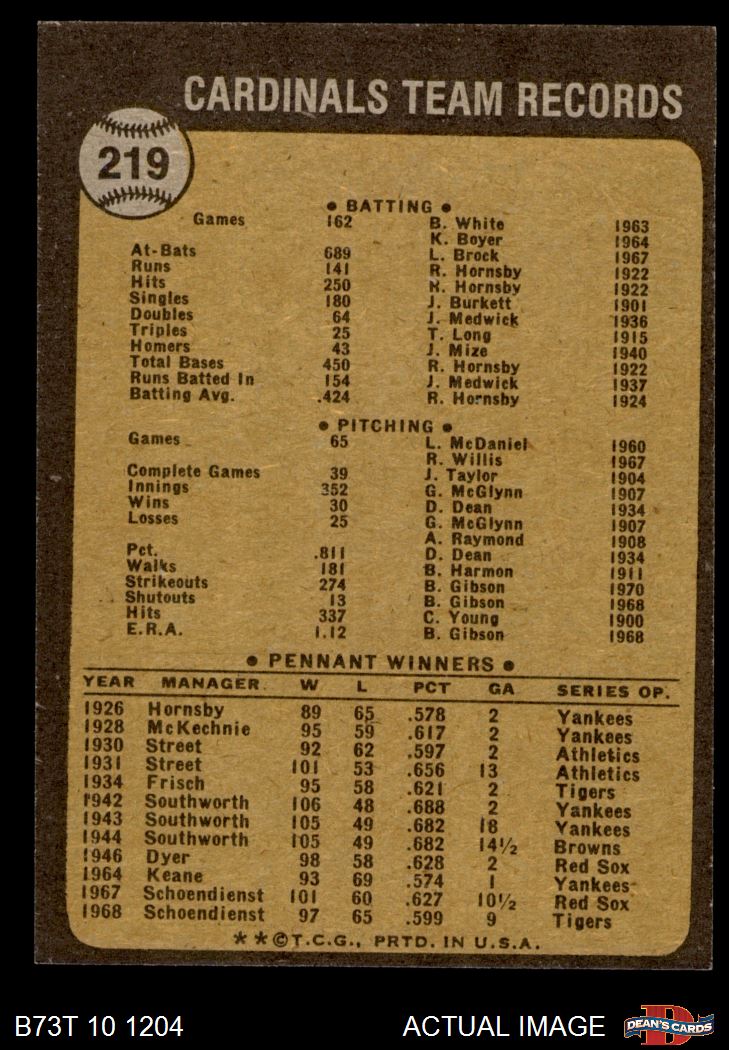 CARDINALS TEAM RECORDS
219
● BATTING ●
Games 162 B. White 1963
K. Boyer 1964
At-Bats 689 L. Brock 1967
Runs 141 R. Hornsby 1922
Hits 250 R. Hornsby 1922
Singles 180 J. Burkett 1901
Doubles 64 J. Medwick 1936
Triples 25 T. Long 1915
Homers 43 J. Mize 1940
Total Bases 450 R. Hornsby 1922
Runs Batted In 154 J. Medwick 1937
Batting Avg. .424 R. Hornsby 1924
● PITCHING ●
Games 65 L. McDaniel 1960
R. Willis 1967
Complete Games 39 J. Taylor 1904
Innings 352 G. McGlynn 1907
Wins 30 D. Dean 1934
Losses 25 G. McGlynn 1907
A. Raymond 1908
Pct. .811 D. Dean 1934
Walks 181 B. Harmon 1911
Strikeouts 274 B. Gibson 1970
Shutouts 13 B. Gibson 1968
Hits 337 C. Young 1900
E.R.A. 1.12 B. Gibson 1968
● PENNANT WINNERS ●
YEAR MANAGER W L PCT GA SERIES OP.
1926 Hornsby 89 65 .578 2 Yankees
1928 McKechnie 95 59 .617 2 Yankees
1930 Street 92 62 .597 2 Athletics
1931 Street 101 53 .656 13 Athletics
1934 Frisch 95 58 .621 2 Tigers
1942 Southworth 106 48 .688 2 Yankees
1943 Southworth 105 49 .682 18 Yankees
1944 Southworth 105 49 .682 14½ Browns
1946 Dyer 98 58 .628 2 Red Sox
1964 Keane 93 69 .574 1 Yankees
1967 Schoendienst 101 60 .627 10½ Red Sox
1968 Schoendienst 97 65 .599 9 Tigers
* * © T.C.G., PRTD. IN U.S.A.
B73T 10 1204 ACTUAL IMAGE DEAN'S CARDS